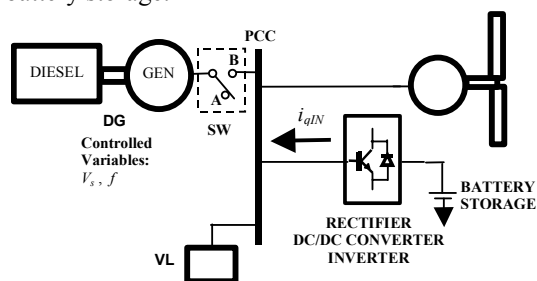 battery storage.
PCC
DIESEL
GEN
B
A
DG
SW
Controlled
Variables:
Vs , f
iqIN
BATTERY
STORAGE
RECTIFIER
DC/DC CONVERTER
INVERTER
VL